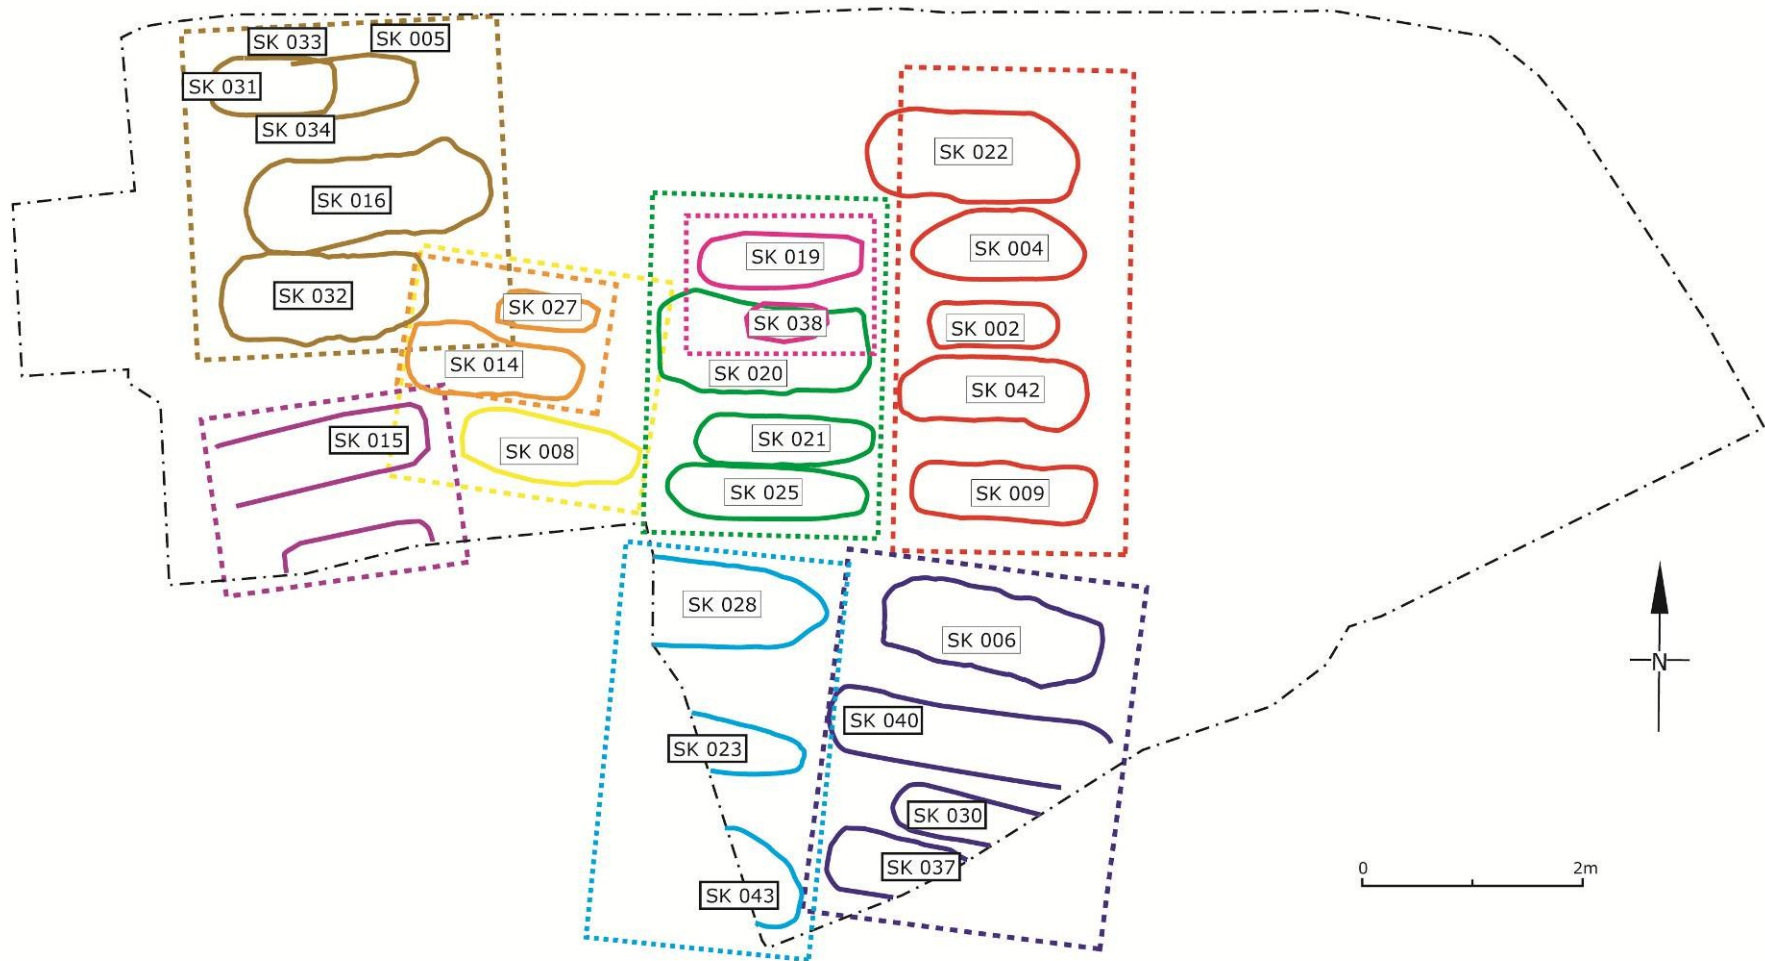 SK 033
SK 005
SK 031
SK 034
SK 016
SK 032
SK 027
SK 014
SK 015
SK 008
SK 019
SK 038
SK 020
SK 021
SK 025
SK 022
SK 004
SK 002
SK 042
SK 009
SK 028
SK 023
SK 043
SK 006
SK 040
SK 030
SK 037
N
0 2m